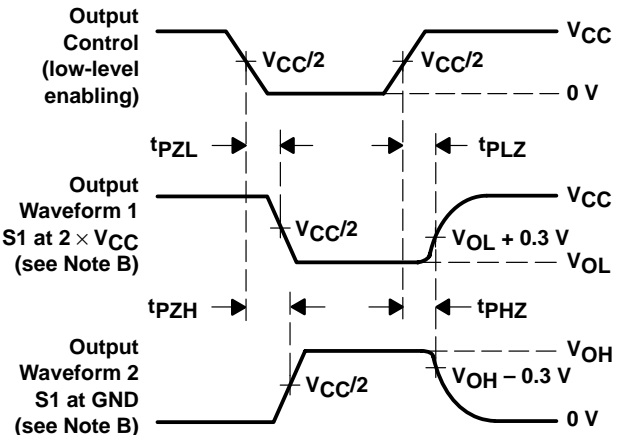 Output
Control
(low-level
enabling)
VCC/2
VCC/2
VCC
0 V
tPZL
tPLZ
Output
Waveform 1
S1 at 2 × VCC
(see Note B)
VCC/2
VCC
VOL + 0.3 V
VOL
tPZH
tPHZ
Output
Waveform 2
S1 at GND
(see Note B)
VCC/2
VOH
VOH – 0.3 V
0 V